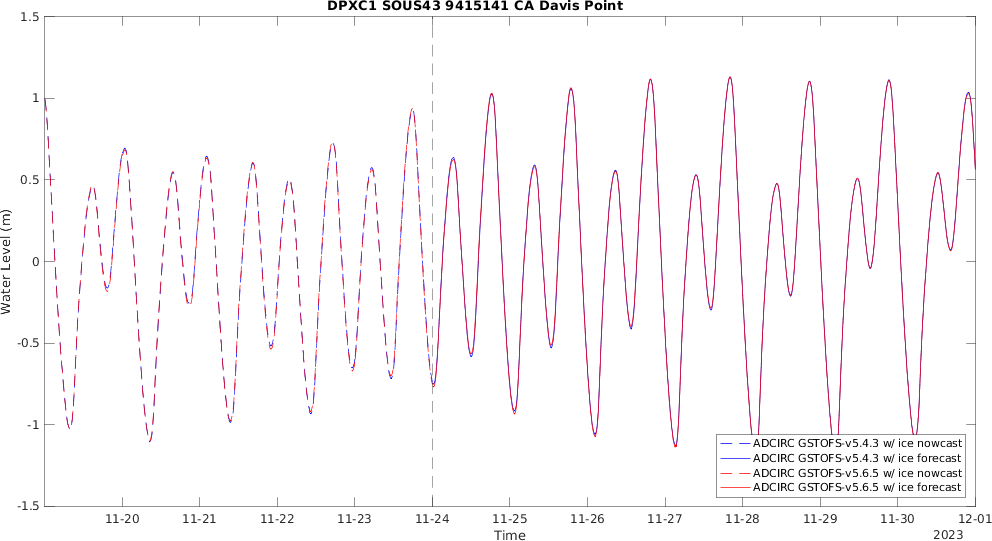 DPXC1 SOUS43 9415141 CA Davis Point
1.5
1
0.5
0
-0.5
-1
-1.5
Water Level (m)
11-20 11-21 11-22 11-23 11-24 11-25 11-26 11-27 11-28 11-29 11-30 12-01
Time
2023
ADCIRC GSTOFS-v5.4.3 w/ ice nowcast
ADCIRC GSTOFS-v5.4.3 w/ ice forecast
ADCIRC GSTOFS-v5.6.5 w/ ice nowcast
ADCIRC GSTOFS-v5.6.5 w/ ice forecast